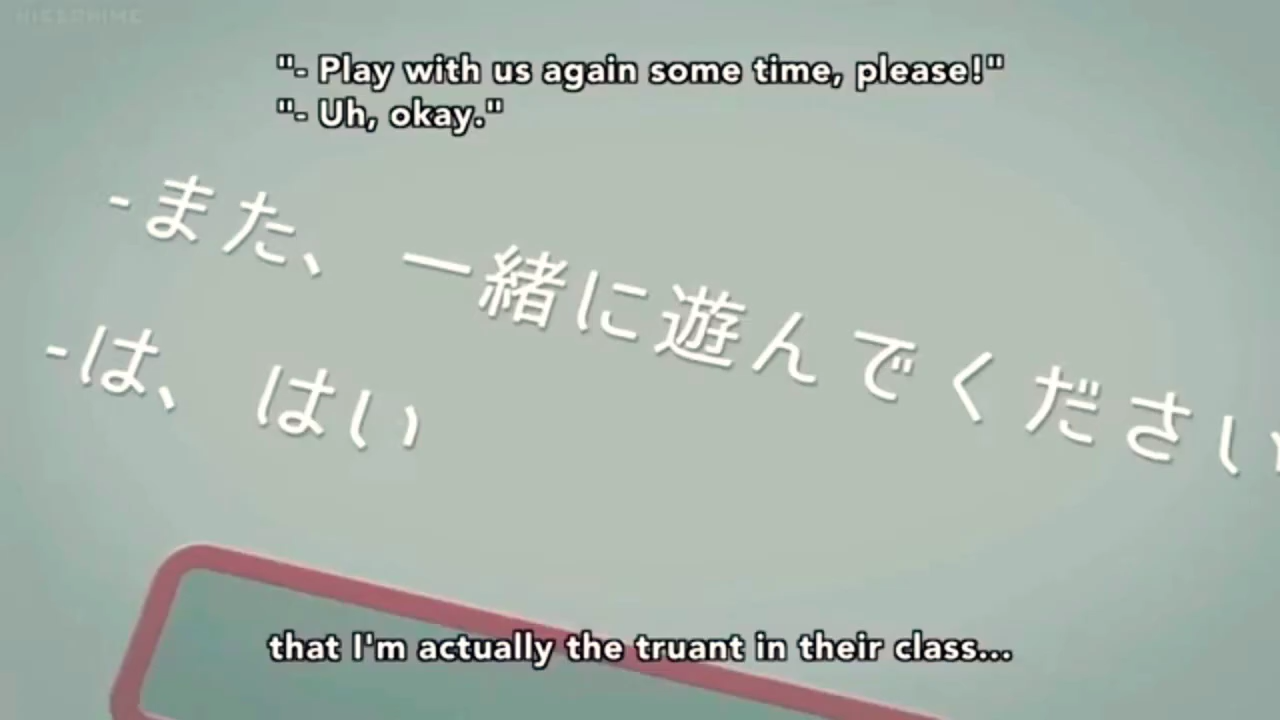 "- Play with us again some time, please!"
"- Uh, okay."
-また、一緒に遊んでください
-は、はい
that I'm actually the truant in their class...